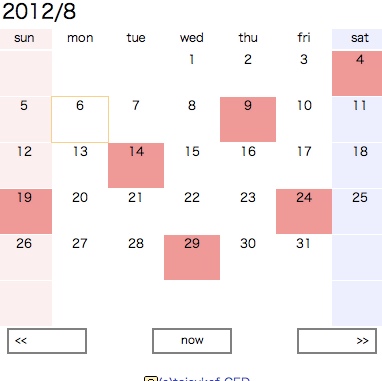 2012/8
sun mon tue wed thu fri sat
1 2 3 4
5 6 7 8 9 10 11
12 13 14 15 16 17 18
19 20 21 22 23 24 25
26 27 28 29 30 31
<< now >>